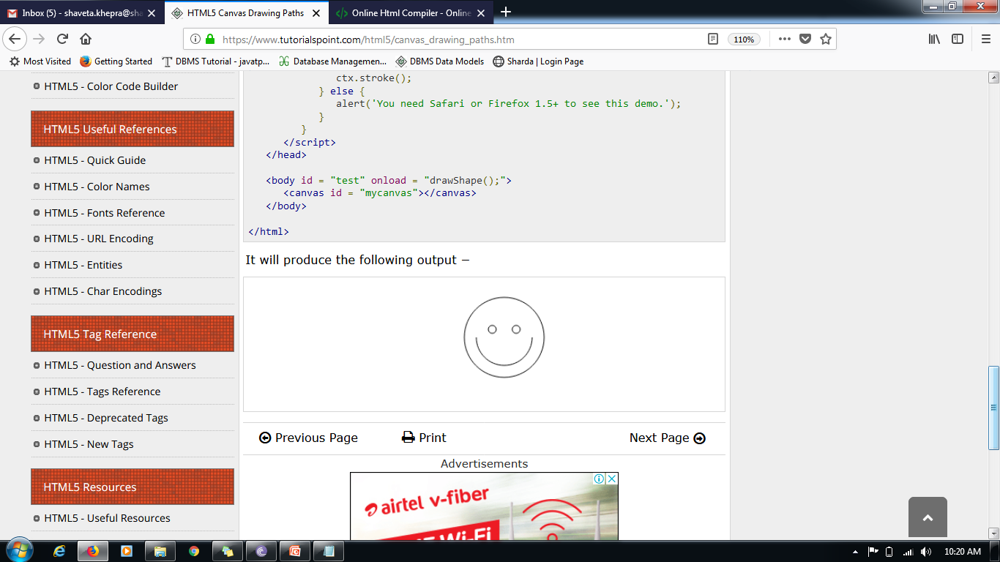 Inbox (5) - shaveta.khepra@sha
HTML5 Canvas Drawing Paths
Online Html Compiler - Online
https://www.tutorialspoint.com/html5/canvas_drawing_paths.htm
110%
Most Visited
Getting Started
DBMS Tutorial - javatp...
Database Managemen...
DBMS Data Models
Sharda | Login Page
HTML5 - Color Code Builder
HTML5 Useful References
HTML5 - Quick Guide
HTML5 - Color Names
HTML5 - Fonts Reference
HTML5 - URL Encoding
HTML5 - Entities
HTML5 - Char Encodings
HTML5 Tag Reference
HTML5 - Question and Answers
HTML5 - Tags Reference
HTML5 - Deprecated Tags
HTML5 - New Tags
HTML5 Resources
HTML5 - Useful Resources
ctx.stroke();
} else {
alert('You need Safari or Firefox 1.5+ to see this demo.');
}
}
</script>
</head>
<body id = "test" onload = "drawShape();">
<canvas id = "mycanvas"></canvas>
</body>
</html>
It will produce the following output −
Previous Page
Print
Next Page
Advertisements
airtel v-fiber
Wi-Fi
10:20 AM